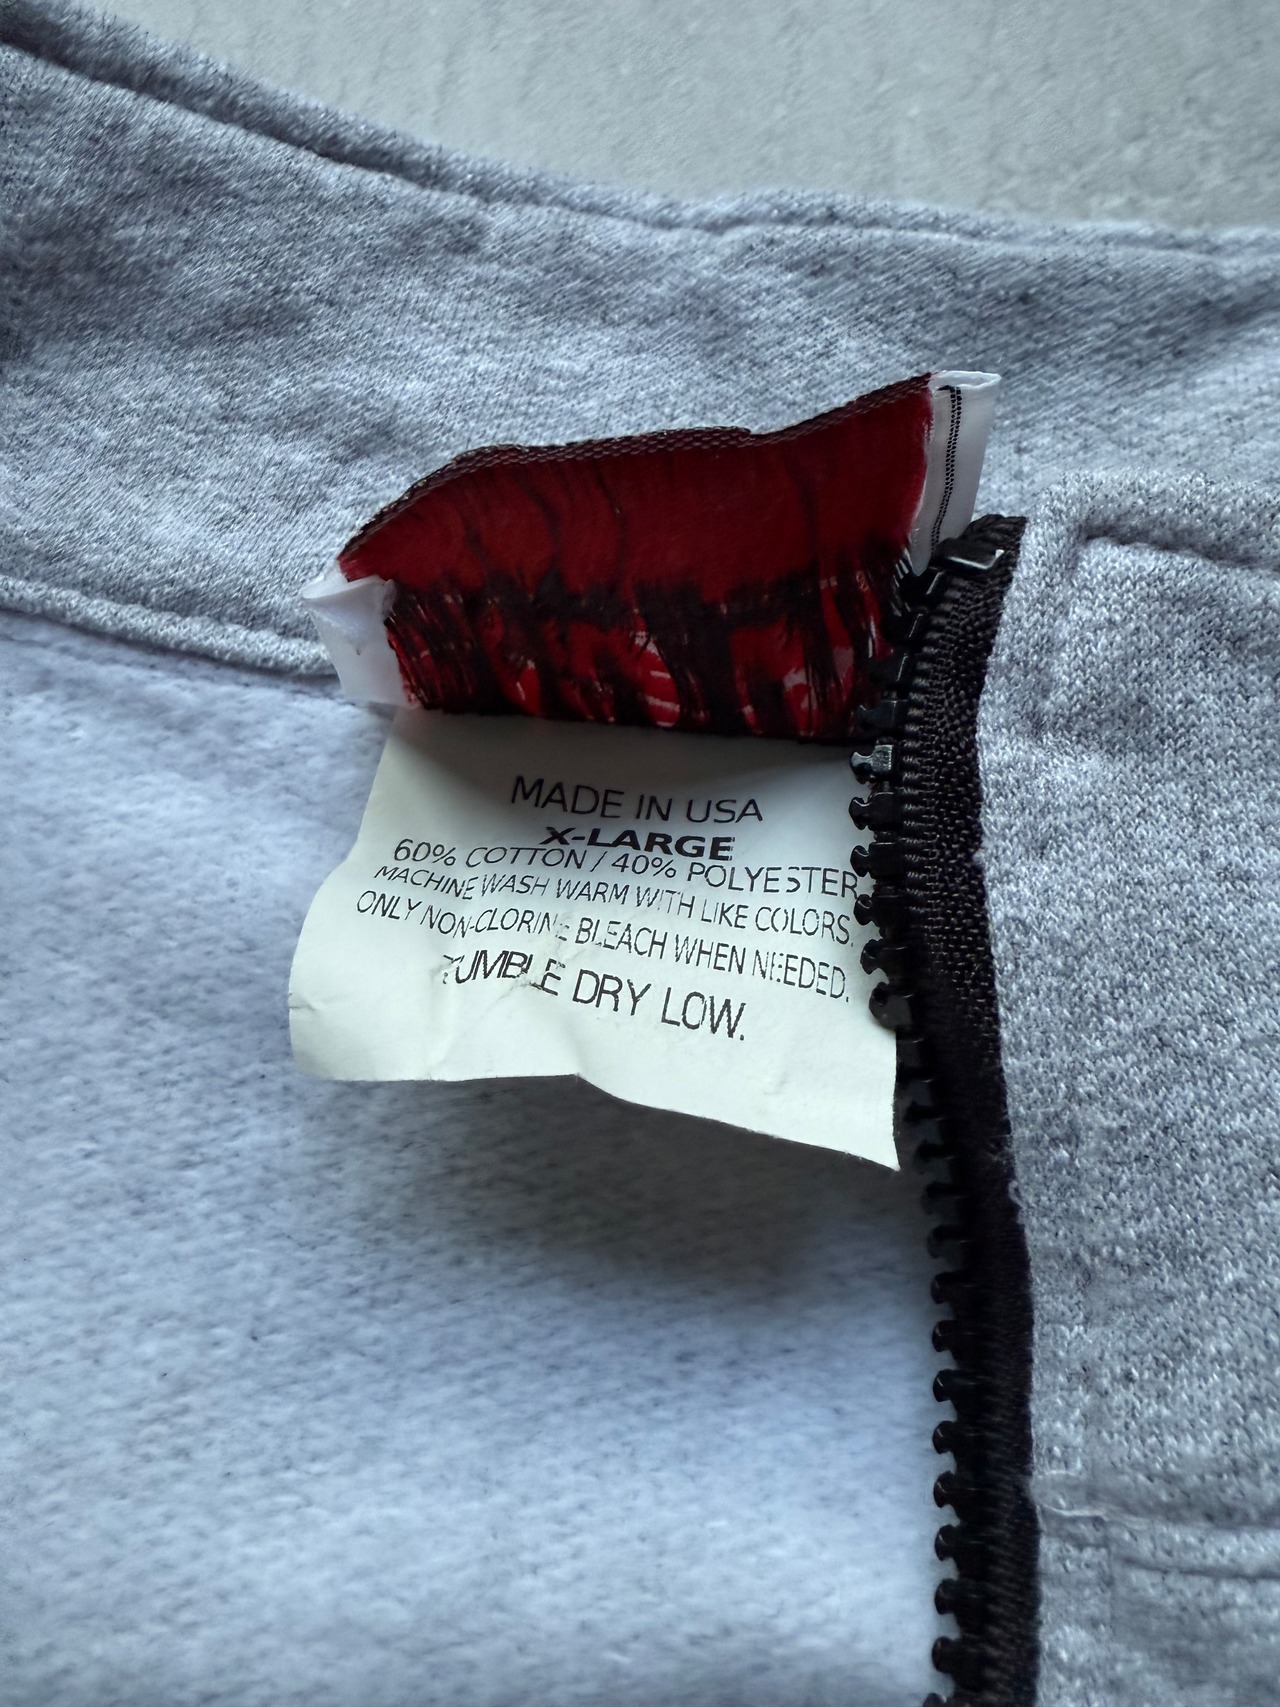 MADE IN USA
X-LARGE
60% COTTON / 40% POLYESTER
MACHINE WASH WARM WITH LIKE COLORS.
ONLY NON-CLORINE BLEACH WHEN NEEDED.
TUMBLE DRY LOW.